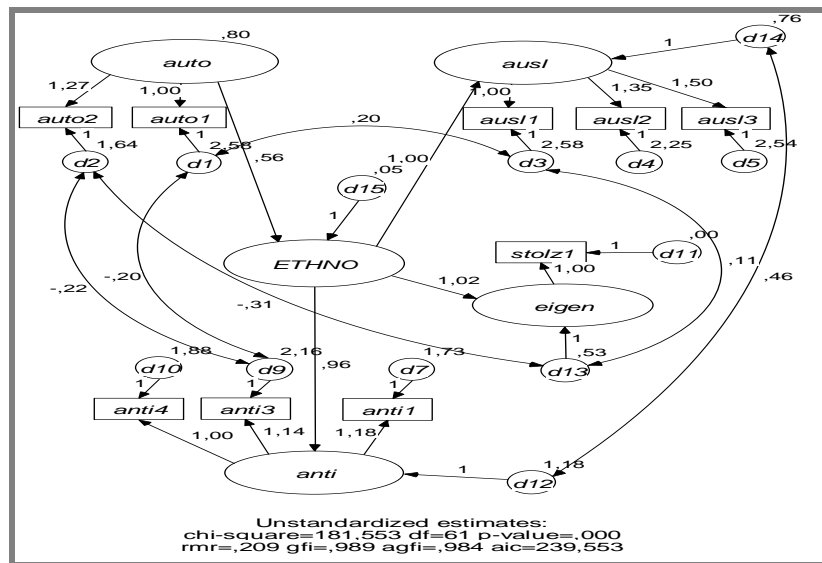 ,76
,80
d14
auto
ausl
1
1,27
1,00
1,00
1,35
1,50
auto2
auto1
ausl1
ausl2
ausl3
1
1
,20
1
1
1
1,64
2,58
2,58
2,25
2,54
d2
d1
,56
1,00
d3
d4
d5
,05
d15
1
,00
stolz1
1
d11
ETHNO
1,00
,11
-,20
1,02
,46
-,22
-,31
eigen
1
,53
1,88
2,16
,96
1,73
d10
d9
d7
d13
1
1
1
anti4
anti3
anti1
1,00
1,14
1,18
1,18
anti
1
d12
Unstandardized estimates:
chi-square=181,553 df=61 p-value=,000
rmr=,209 gfi=,989 agfi=,984 aic=239,553